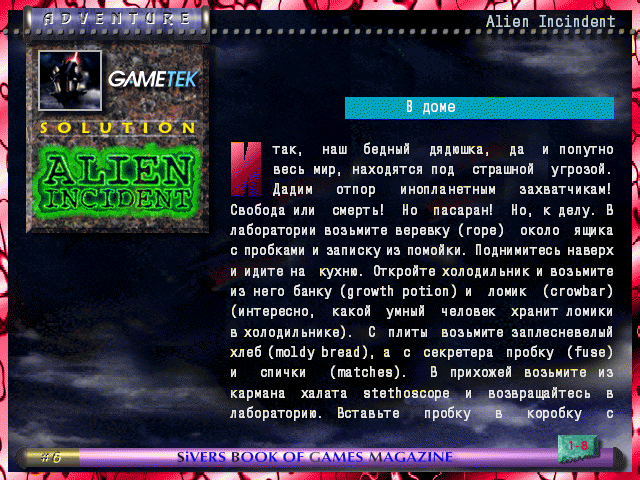 ADVENTURE
Alien Incindent
GAMETEK
SOLUTION
ALIEN
INCIDENT
В доме
Итак, наш бедный дядюшка, да и попутно
весь мир, находятся под страшной угрозой.
Дадим отпор инопланетным захватчикам!
Свобода или смерть! Но пасаран! Но, к делу. В
лаборатории возьмите веревку (rope) около ящика
с пробками и записку из помойки. Поднимитесь наверх
и идите на кухню. Откройте холодильник и возьмите
из него банку (growth potion) и ломик (crowbar)
(интересно, какой умный человек хранит ломики
в холодильнике). С плиты возьмите заплесневелый
хлеб (moldy bread), а с секретера пробку (fuse)
и спички (matches). В прихожей возьмите из
кармана халата stethoscope и возвращайтесь в
лабораторию. Вставьте пробку в коробку с
#6
SiVERS BOOK OF GAMES MAGAZINE
1-8